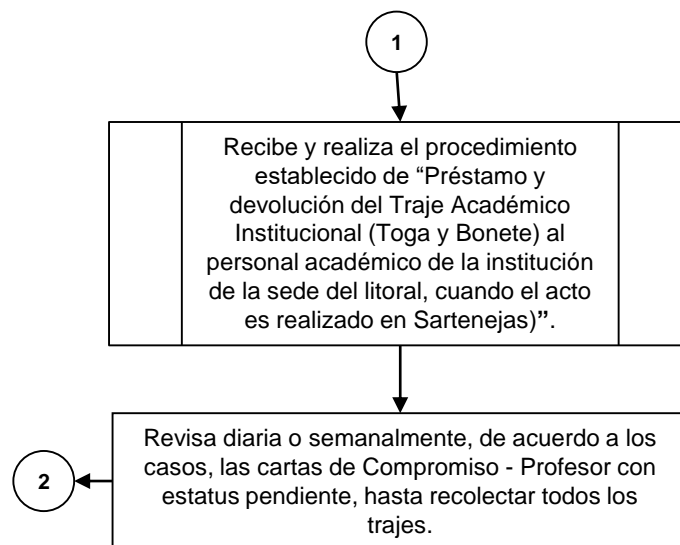 1
Recibe y realiza el procedimiento
establecido de “Préstamo y
devolución del Traje Académico
Institucional (Toga y Bonete) al
personal académico de la institución
de la sede del litoral, cuando el acto
es realizado en Sartenejas)”.
Revisa diaria o semanalmente, de acuerdo a los
casos, las cartas de Compromiso - Profesor con
estatus pendiente, hasta recolectar todos los
trajes.
2